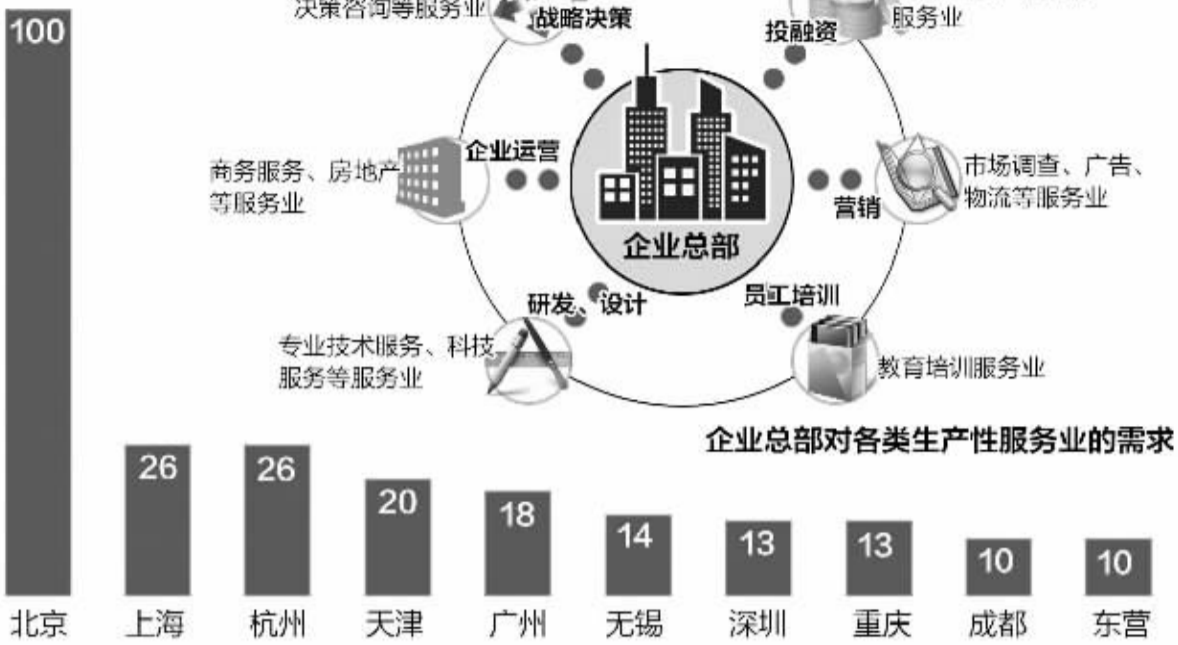 决策咨询等服务业
战略决策
投融资
服务业
100
企业运营
商务服务、房地产
等服务业
市场调查、广告、
物流等服务业
营销
企业总部
研发、设计
员工培训
专业技术服务、科技
服务等服务业
教育培训服务业
企业总部对各类生产性服务业的需求
26
26
20
18
14
13
13
10
10
北京
上海
杭州
天津
广州
无锡
深圳
重庆
成都
东营